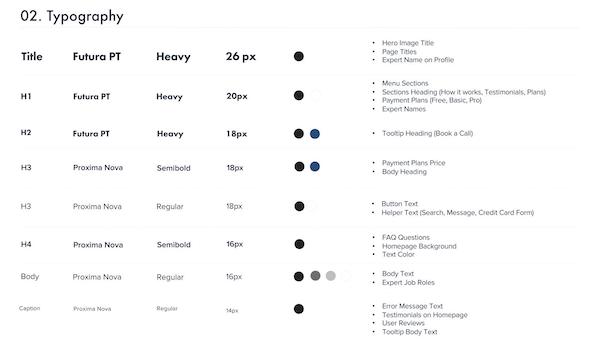 02. Typography
Title Futura PT Heavy 26 px
• Hero Image Title
• Page Titles
• Expert Name on Profile
H1 Futura PT Heavy 20px
• Menu Sections
• Sections Heading (How it works, Testimonials, Plans)
• Payment Plans (Free, Basic, Pro)
• Expert Names
H2 Futura PT Heavy 18px
• Tooltip Heading (Book a Call)
H3 Proxima Nova Semibold 18px
• Payment Plans Price
• Body Heading
H3 Proxima Nova Regular 18px
• Button Text
• Helper Text (Search, Message, Credit Card Form)
H4 Proxima Nova Semibold 16px
• FAQ Questions
• Homepage Background
• Text Color
Body Proxima Nova Regular 16px
• Body Text
• Expert Job Roles
Caption Proxima Nova Regular 14px
• Error Message Text
• Testimonials on Homepage
• User Reviews
• Tooltip Body Text